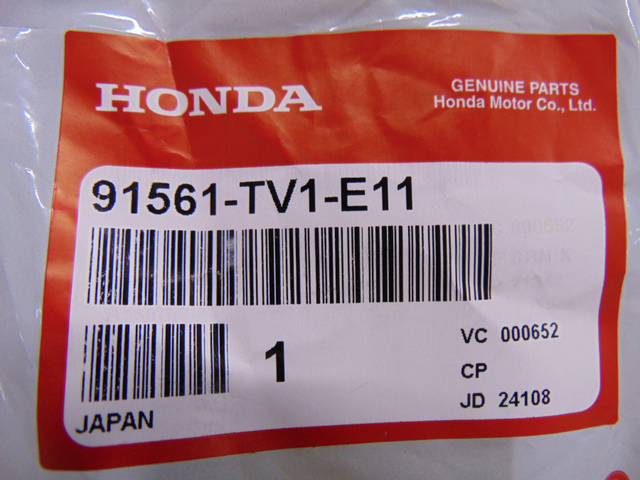 HONDA
GENUINE PARTS
Honda Motor Co., Ltd.
91561-TV1-E11
1
VC 000652
CP
JD 24108
JAPAN